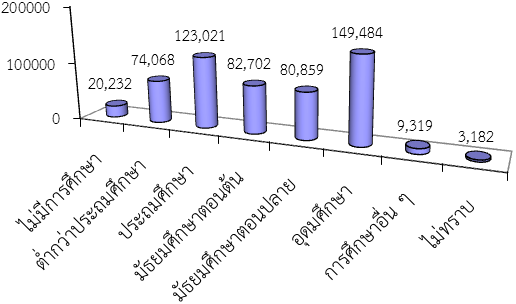 200000
100000
0
20,232
74,068
123,021
82,702
80,859
149,484
9,319
3,182
ไม่มีการศึกษา
ต่ำกว่าประถมศึกษา
ประถมศึกษา
มัธยมศึกษาตอนต้น
มัธยมศึกษาตอนปลาย
อุดมศึกษา
การศึกษาอื่น ๆ
ไม่ทราบ